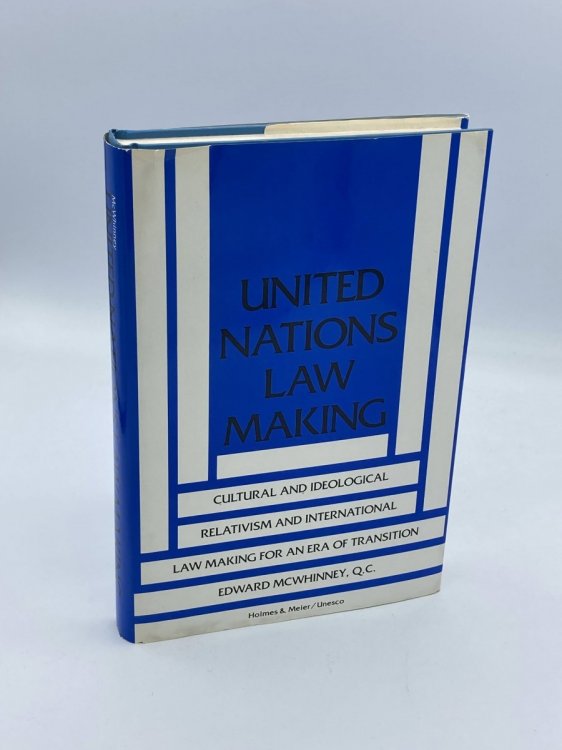 UNITED
NATIONS
LAW
MAKING
CULTURAL AND IDEOLOGICAL
RELATIVISM AND INTERNATIONAL
LAW MAKING FOR AN ERA OF TRANSITION
EDWARD MCWHINNEY, Q.C.
Holmes & Meier/Unesco
McWhinney